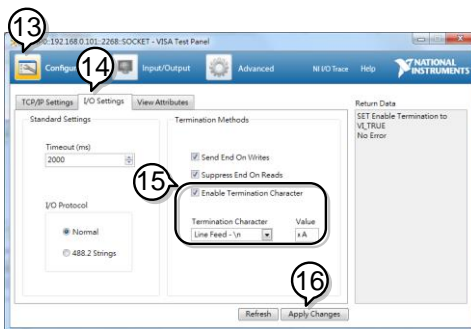 13
0::192.168.0.101::2268::SOCKET - VISA Test Panel
Configur
14
Input/Output
Advanced
NI I/O Trace
Help
NATIONAL
INSTRUMENTS
TCP/IP Settings
I/O Settings
View Attributes
Return Data
Standard Settings
Termination Methods
SET Enable Termination to
VI_TRUE
No Error
Timeout (ms)
2000
Send End On Writes
Suppress End On Reads
15
Enable Termination Character
I/O Protocol
Termination Character
Value
Normal
Line Feed - \n
xA
488.2 Strings
16
Refresh
Apply Changes